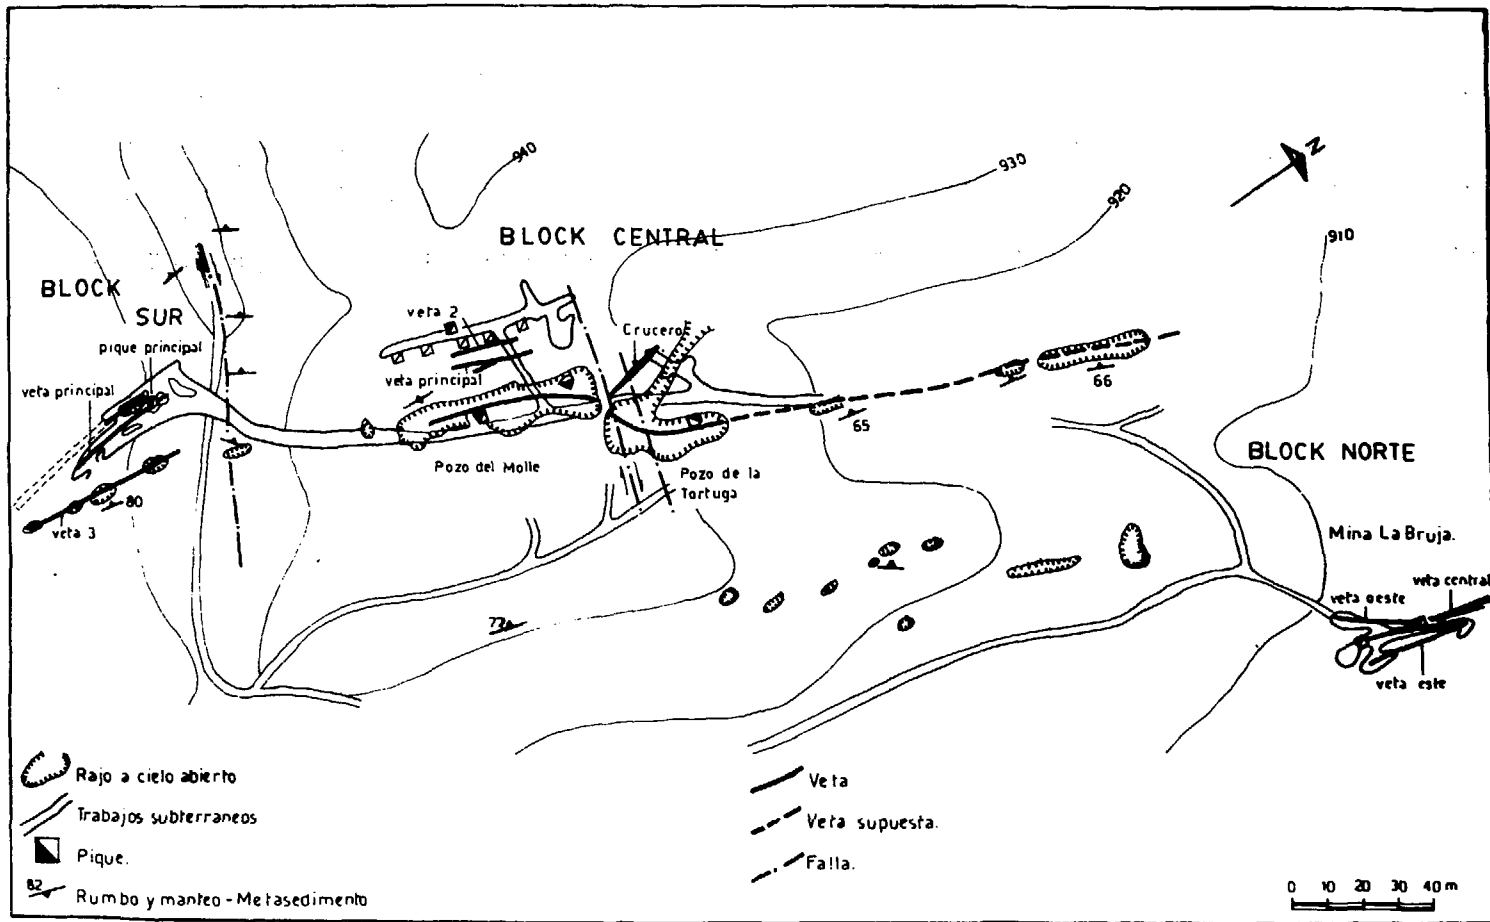 940
930
N
920
910
BLOCK CENTRAL
BLOCK
SUR
veta 2
Crucero
pique principal
veta principal
veta principal
66
65
80
veta 3
Pozo del Molle
Pozo de la
Tortuga
BLOCK NORTE
Mina La Bruja.
veta central
veta oeste
veta este
Rajo a cielo abierto
Trabajos subterraneos
Pique.
82
Rumbo y manteo - Metasedimento
Veta
Veta supuesta.
Falla.
0 10 20 30 40 m